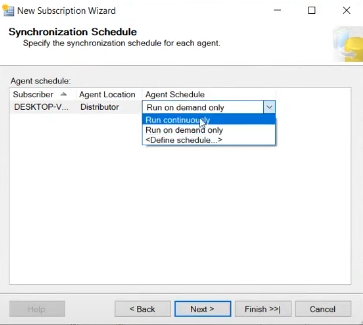 New Subscription Wizard
Synchronization Schedule
Specify the synchronization schedule for each agent.
Agent schedule:
Subscriber Agent Location Agent Schedule
DESKTOP-V... Distributor Run on demand only
Run continuously
Run on demand only
<Define schedule...>
Help < Back Next > Finish >>| Cancel